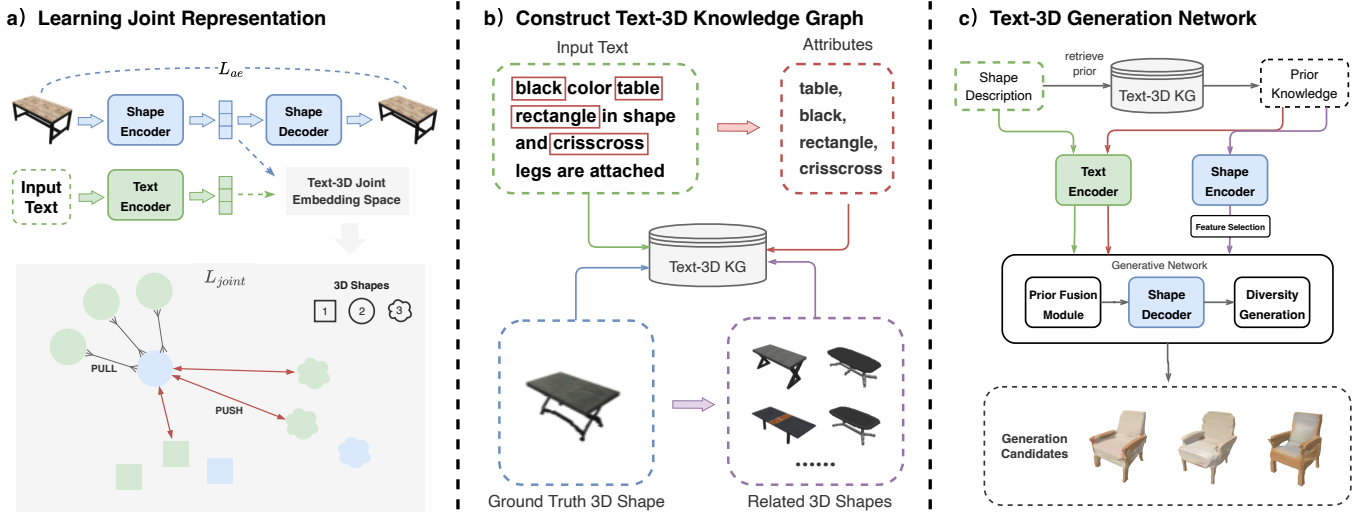 a) Learning Joint Representation
L_ae
Shape
Encoder
Shape
Decoder
Input
Text
Text
Encoder
Text-3D Joint
Embedding Space
L_joint
3D Shapes
1
2
3
PULL
PUSH
b) Construct Text-3D Knowledge Graph
Input Text
black color table
rectangle in shape
and crisscross
legs are attached
Attributes
table,
black,
rectangle,
crisscross
Text-3D KG
Ground Truth 3D Shape
......
Related 3D Shapes
c) Text-3D Generation Network
Shape
Description
retrieve
prior
Text-3D KG
Prior
Knowledge
Text
Encoder
Shape
Encoder
Feature Selection
Generative Network
Prior Fusion
Module
Shape
Decoder
Diversity
Generation
Generation
Candidates